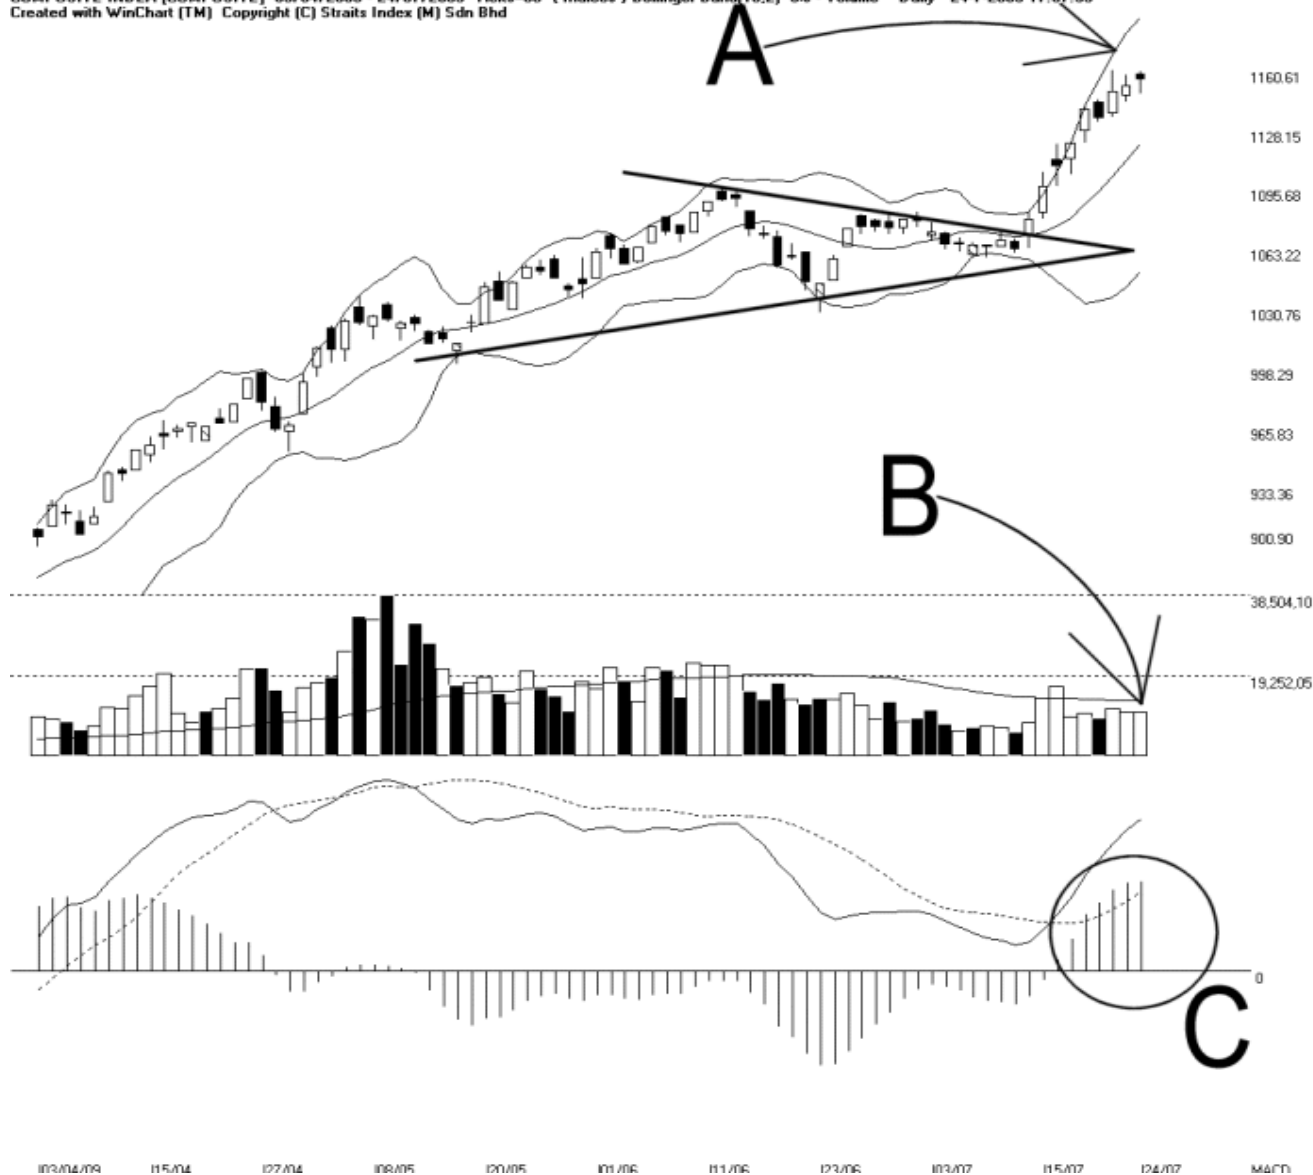 Created with WinChart (TM) Copyright (C) Straits Index (M) Sdn Bhd
A
1160.61
1128.15
1095.68
1063.22
1030.76
998.29
965.83
B
933.36
900.90
38,504,10
19,252,05
0
C
03/04/09 15/04 27/04 08/05 20/05 01/06 11/06 23/06 03/07 15/07 24/07 MACD